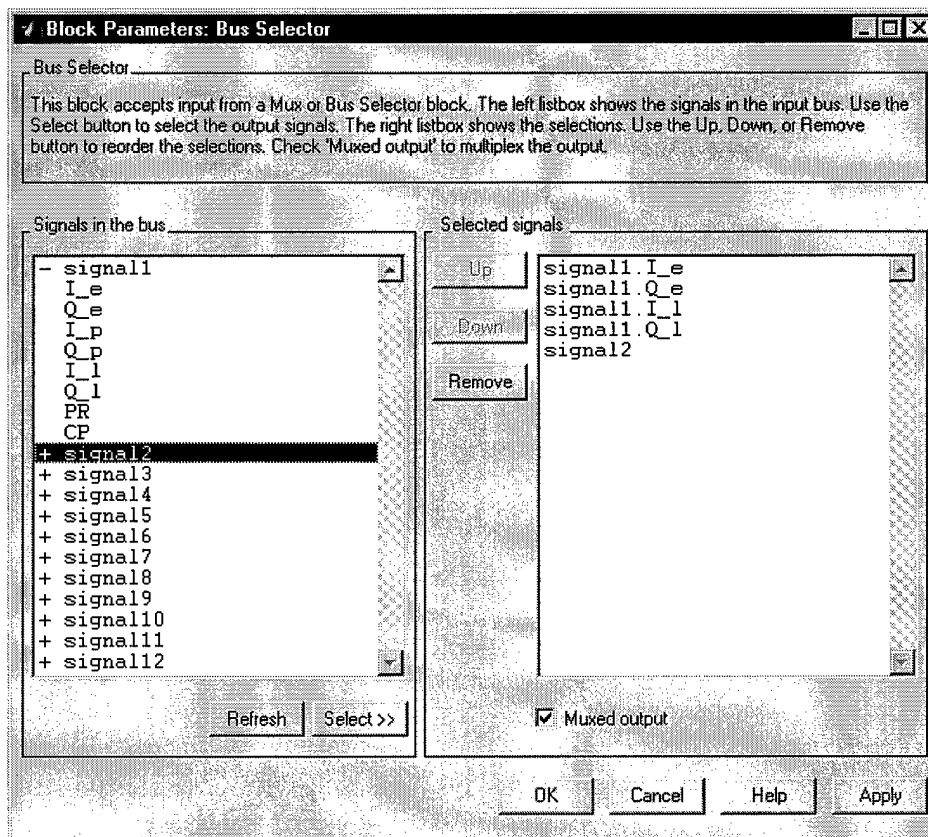 Block Parameters: Bus Selector
Bus Selector
This block accepts input from a Mux or Bus Selector block. The left listbox shows the signals in the input bus. Use the
Select button to select the output signals. The right listbox shows the selections. Use the Up, Down, or Remove
button to reorder the selections. Check 'Muxed output' to multiplex the output.
Signals in the bus
- signal1
I_e
Q_e
I_p
Q_p
I_l
Q_l
PR
CP
+ signal2
+ signal3
+ signal4
+ signal5
+ signal6
+ signal7
+ signal8
+ signal9
+ signal10
+ signal11
+ signal12
Refresh
Select >>
Selected signals
Up
Down
Remove
signal1.I_e
signal1.Q_e
signal1.I_l
signal1.Q_l
signal2
Muxed output
OK
Cancel
Help
Apply